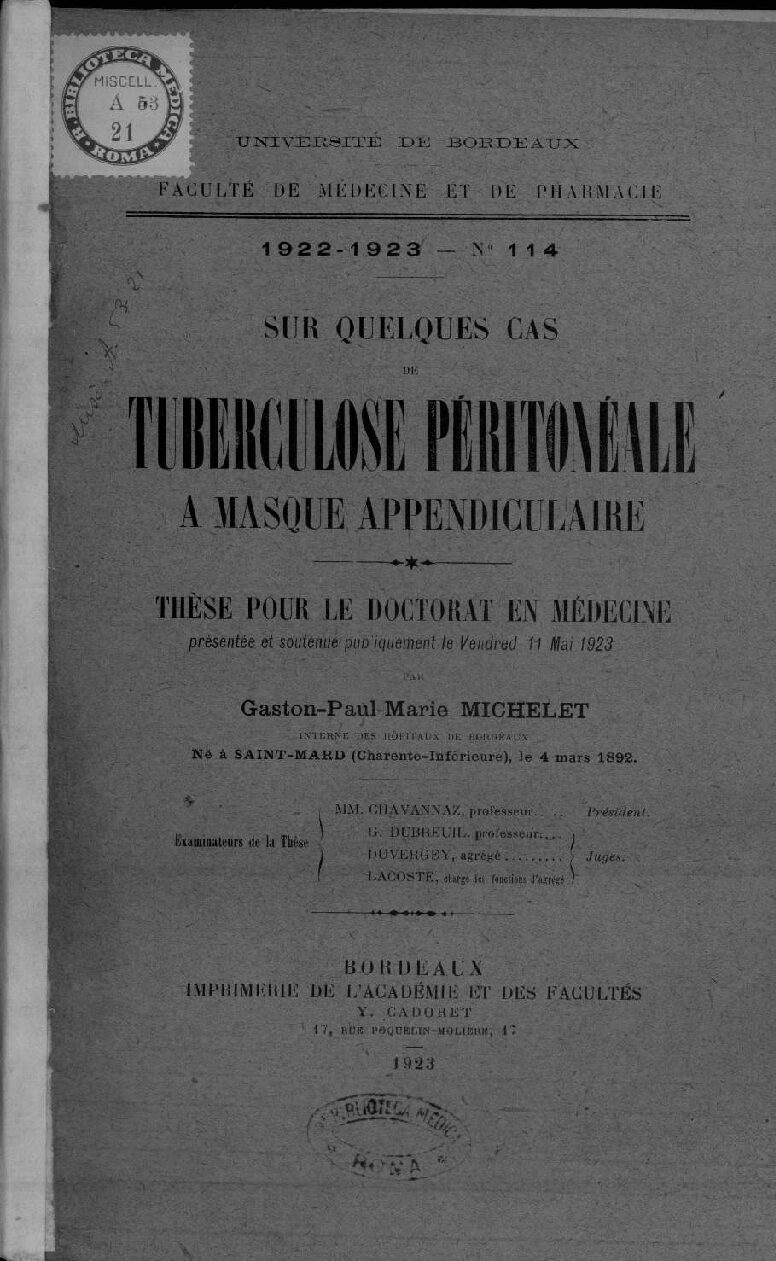 R. BIBLIOTECA MEDICA
MISCELL.
A 53
21
ROMA
UNIVERSITÉ DE BORDEAUX
FACULTÉ DE MÉDECINE ET DE PHARMACIE
1922-1923 — N° 114
SUR QUELQUES CAS
DE
TUBERCULOSE PÉRITONÉALE
A MASQUE APPENDICULAIRE
THÈSE POUR LE DOCTORAT EN MÉDECINE
présentée et soutenue publiquement le Vendred 11 Mai 1923
PAR
Gaston-Paul-Marie MICHELET
INTERNE DES HÔPITAUX DE BORDEAUX
Né à SAINT-MARD (Charente-Inférieure), le 4 mars 1892.
Examinateurs de la Thèse
MM. CHAVANNAZ, professeur..... Président.
G. DUBREUIL, professeur....
DUVERGEY, agrégé......... Juges.
LACOSTE, chargé des fonctions d'agrégé
BORDEAUX
IMPRIMERIE DE L'ACADÉMIE ET DES FACULTÉS
Y. CADORET
17, RUE POQUELIN-MOLIÈRE, 17
1923
R. BIBLIOTECA MEDICA
ROMA